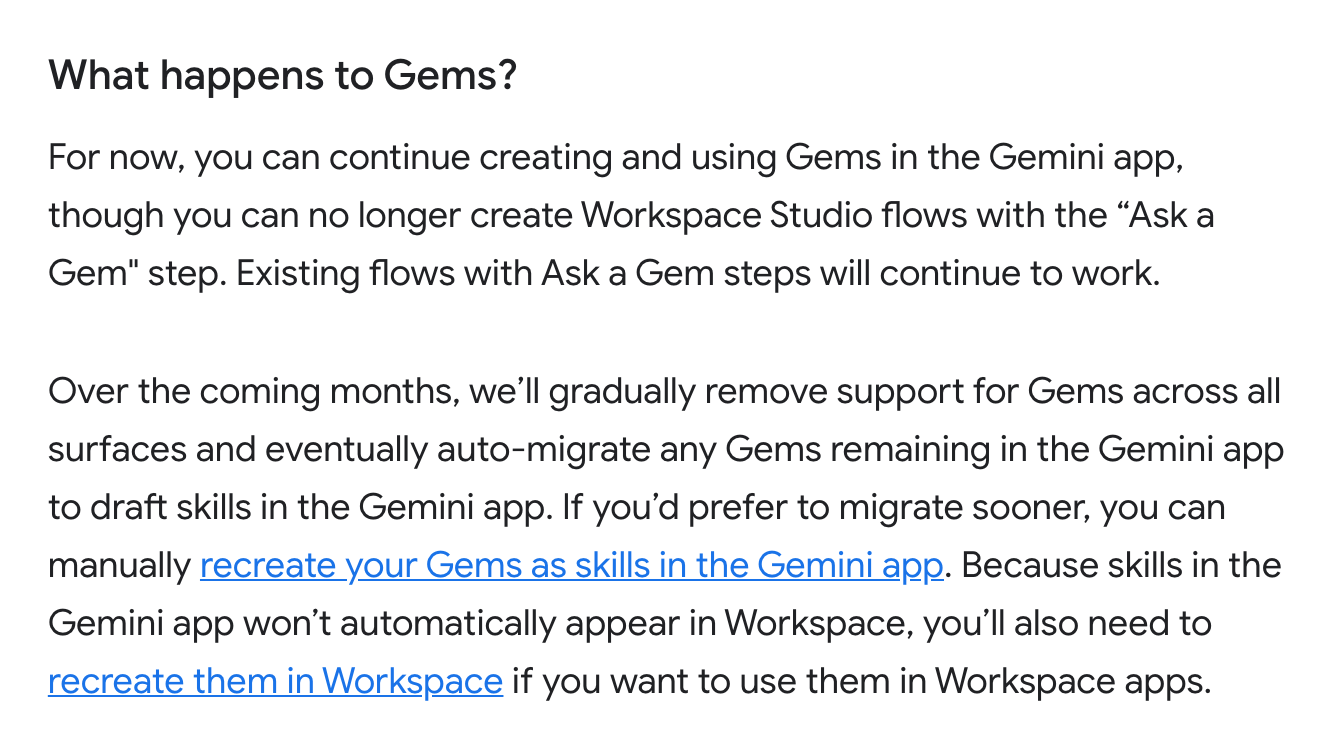 What happens to Gems?
For now, you can continue creating and using Gems in the Gemini app,
though you can no longer create Workspace Studio flows with the “Ask a
Gem" step. Existing flows with Ask a Gem steps will continue to work.
Over the coming months, we’ll gradually remove support for Gems across all
surfaces and eventually auto-migrate any Gems remaining in the Gemini app
to draft skills in the Gemini app. If you’d prefer to migrate sooner, you can
manually recreate your Gems as skills in the Gemini app. Because skills in the
Gemini app won’t automatically appear in Workspace, you’ll also need to
recreate them in Workspace if you want to use them in Workspace apps.